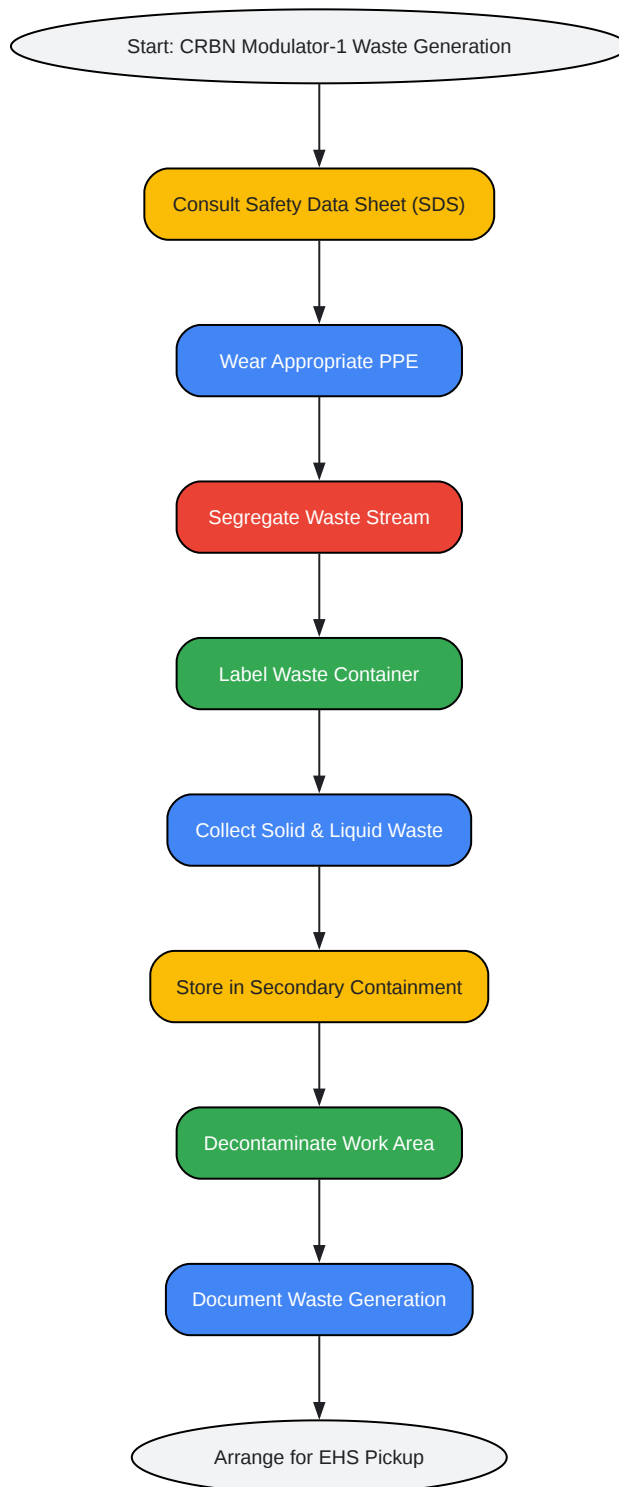 Start: CRBN Modulator-1 Waste Generation
Consult Safety Data Sheet (SDS)
Wear Appropriate PPE
Segregate Waste Stream
Label Waste Container
Collect Solid & Liquid Waste
Store in Secondary Containment
Decontaminate Work Area
Document Waste Generation
Arrange for EHS Pickup